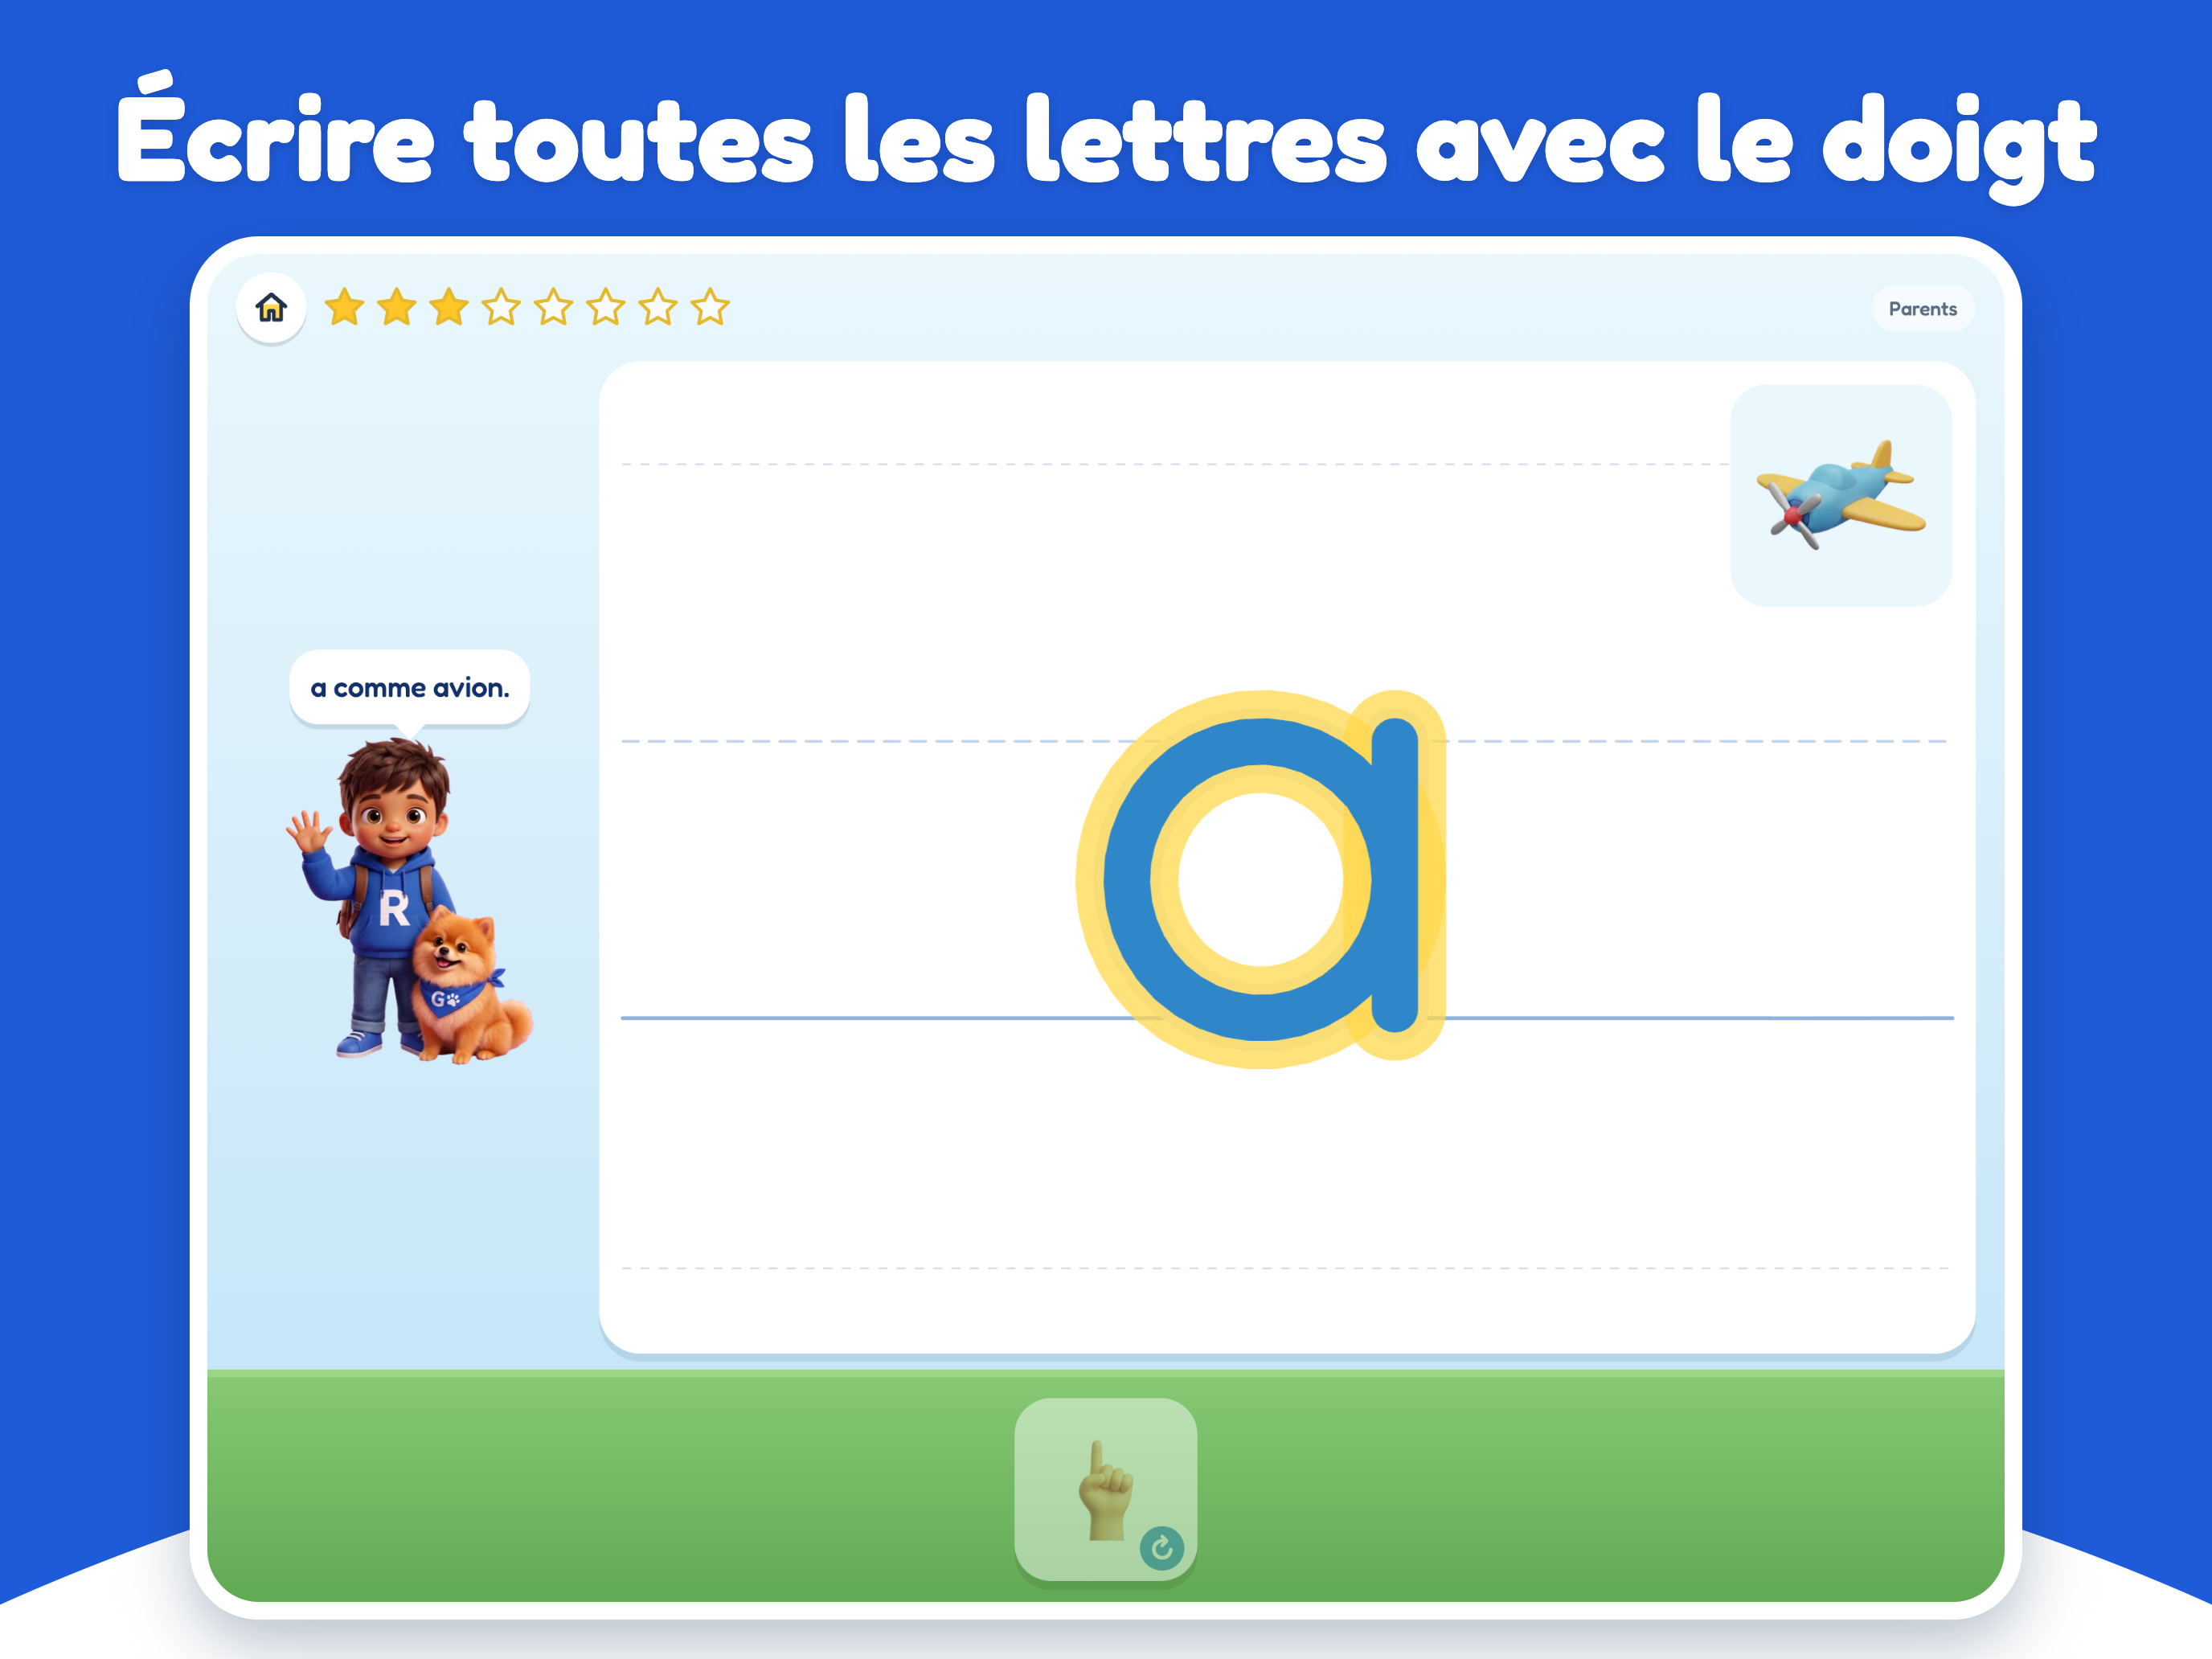 Écrire toutes les lettres avec le doigt
Parents
a comme avion.
a
R
G